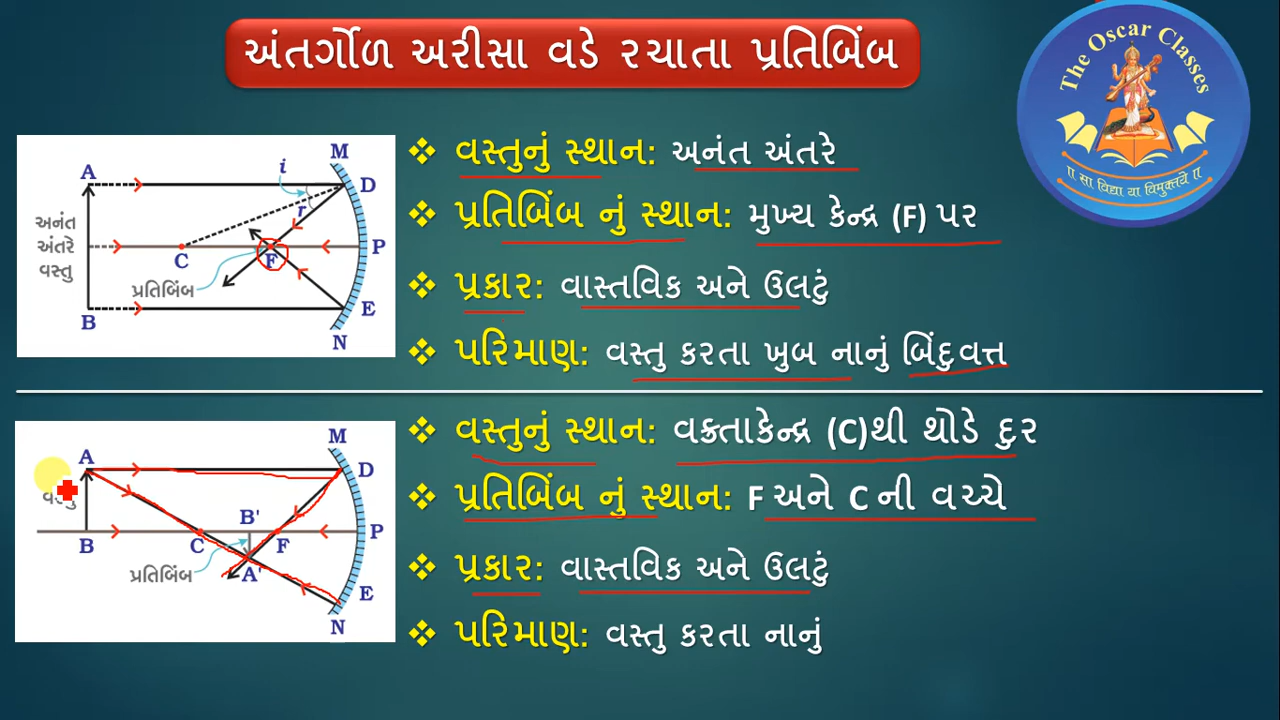 અંતર્ગોળ અરીસા વડે રચાતા પ્રતિબિંબ
The Oscar Classes
॥ सा विद्या या विमुक्तये ॥
M
A
i
D
r
અનંત
અંતરે
વસ્તુ
C
F
P
પ્રતિબિંબ
B
E
N
❖ વસ્તુનું સ્થાન: અનંત અંતરે
❖ પ્રતિબિંબ નું સ્થાન: મુખ્ય કેન્દ્ર (F) પર
❖ પ્રકાર: વાસ્તવિક અને ઉલટું
❖ પરિમાણ: વસ્તુ કરતા ખુબ નાનું બિંદુવત્ત
M
A
D
વસ્તુ
B'
B
C
F
P
પ્રતિબિંબ
A'
E
N
❖ વસ્તુનું સ્થાન: વક્રતાકેન્દ્ર (C)થી થોડે દુર
❖ પ્રતિબિંબ નું સ્થાન: F અને C ની વચ્ચે
❖ પ્રકાર: વાસ્તવિક અને ઉલટું
❖ પરિમાણ: વસ્તુ કરતા નાનું